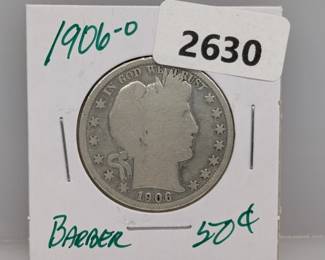 1906-O
2630
IN GOD WE TRUST
1906
BARBER 50¢